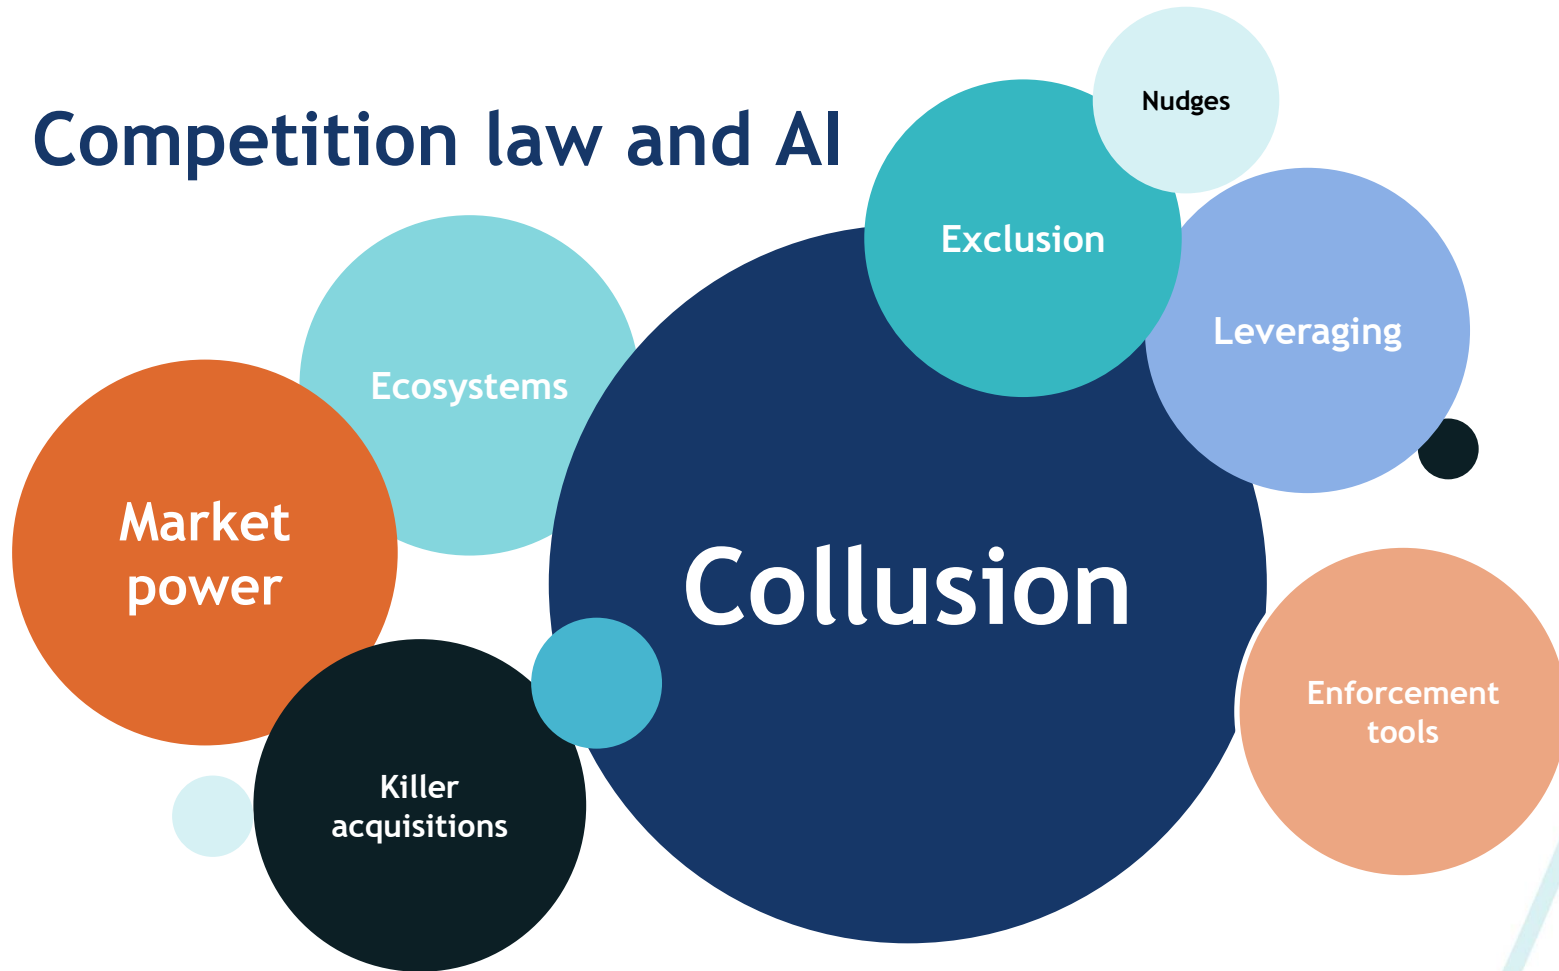 Competition law and AI
Nudges
Exclusion
Leveraging
Ecosystems
Market
power
Collusion
Enforcement
tools
Killer
acquisitions